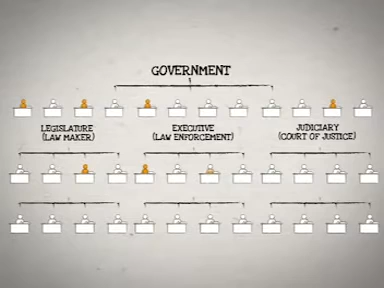 GOVERNMENT
LEGISLATURE
(LAW MAKER)
EXECUTIVE
(LAW ENFORCEMENT)
JUDICIARY
(COURT OF JUSTICE)